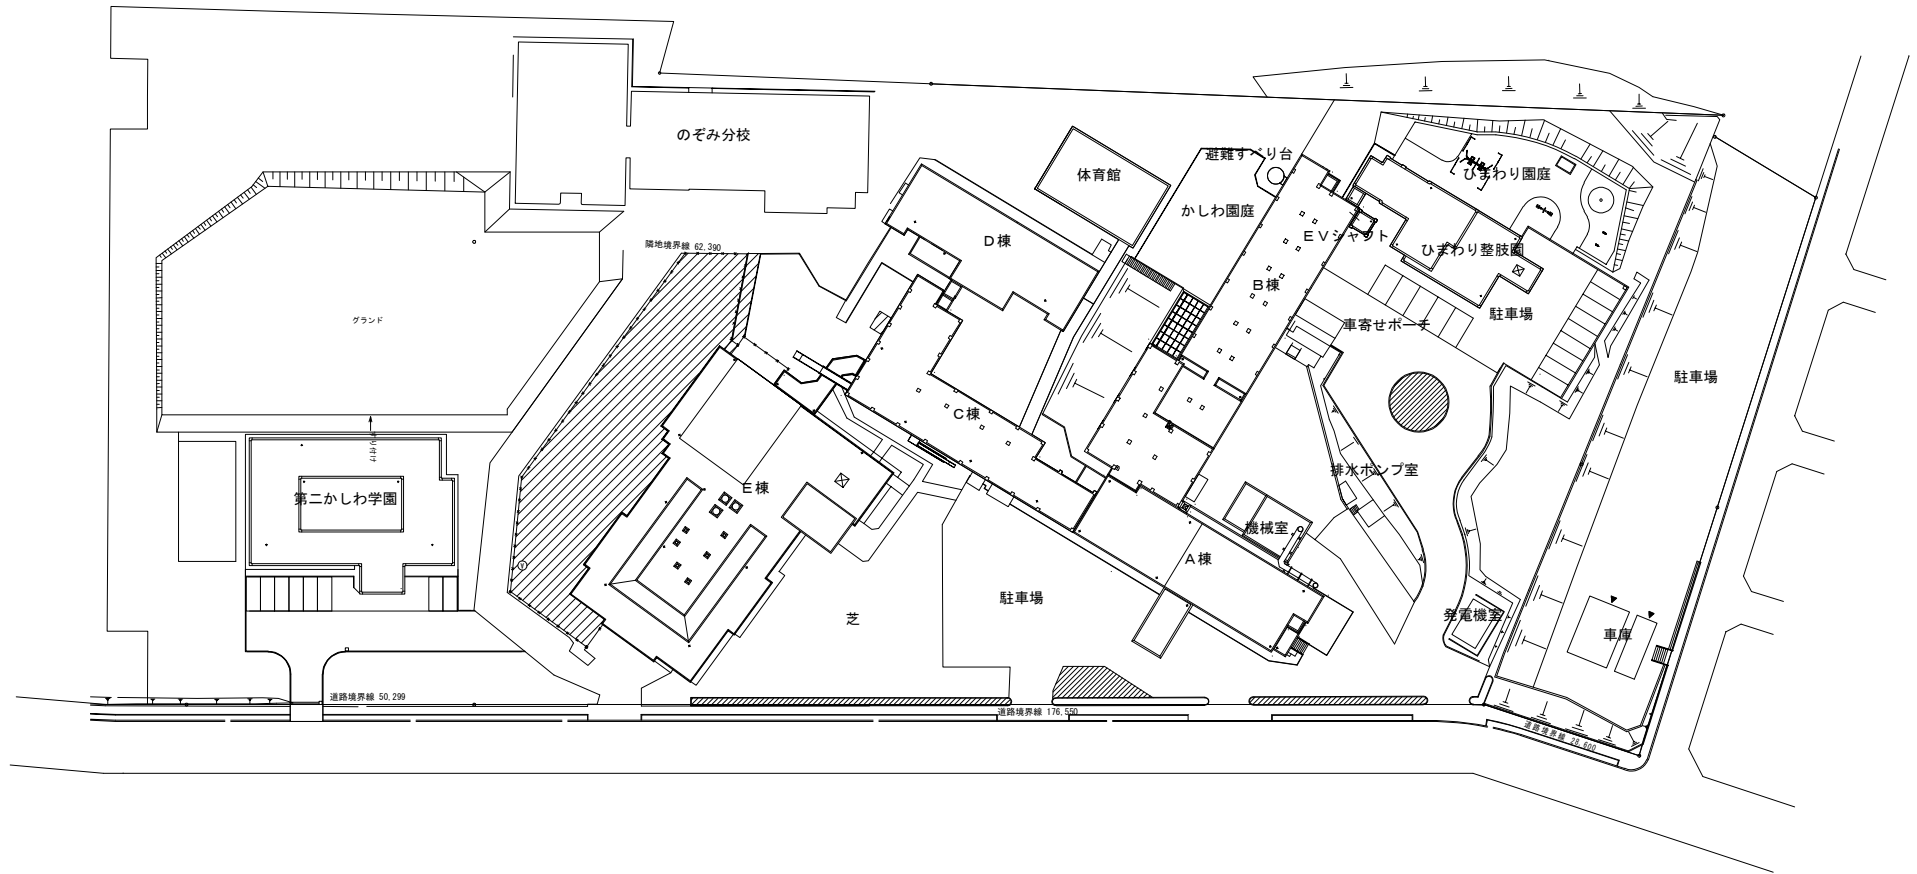 のぞみ分校
避難すべり台
体育館
ひまわり園庭
かしわ園庭
EVシャフト
D棟
隣地境界線 62,390
ひまわり整肢園
B棟
グランド
車寄せポーチ
駐車場
駐車場
C棟
すり付け
排水ポンプ室
E棟
第二かしわ学園
機械室
A棟
駐車場
芝
発電機室
車庫
道路境界線 50,299
道路境界線 176,550
道路境界線 28,600